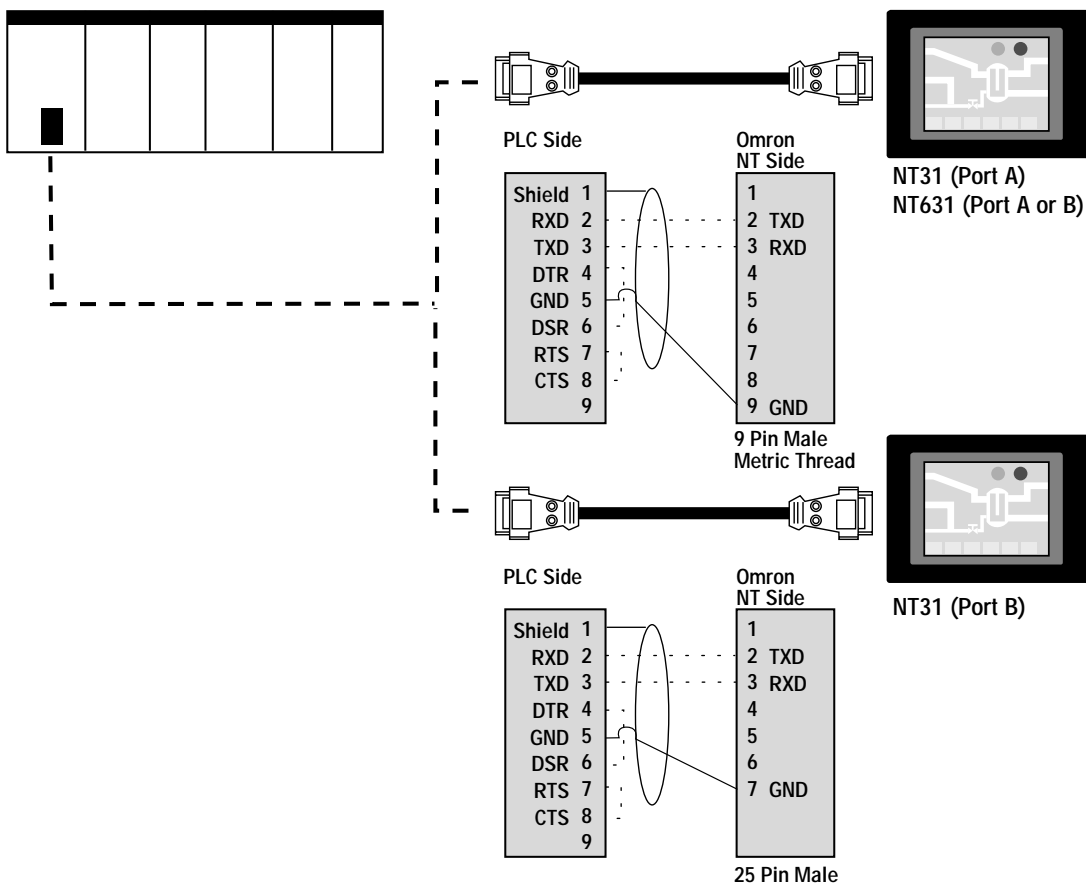 PLC Side
Omron
NT Side
Shield 1
RXD 2
TXD 3
DTR 4
GND 5
DSR 6
RTS 7
CTS 8
9
1
2 TXD
3 RXD
4
5
6
7
8
9 GND
9 Pin Male
Metric Thread
NT31 (Port A)
NT631 (Port A or B)
PLC Side
Omron
NT Side
Shield 1
RXD 2
TXD 3
DTR 4
GND 5
DSR 6
RTS 7
CTS 8
9
1
2 TXD
3 RXD
4
5
6
7 GND
25 Pin Male
NT31 (Port B)